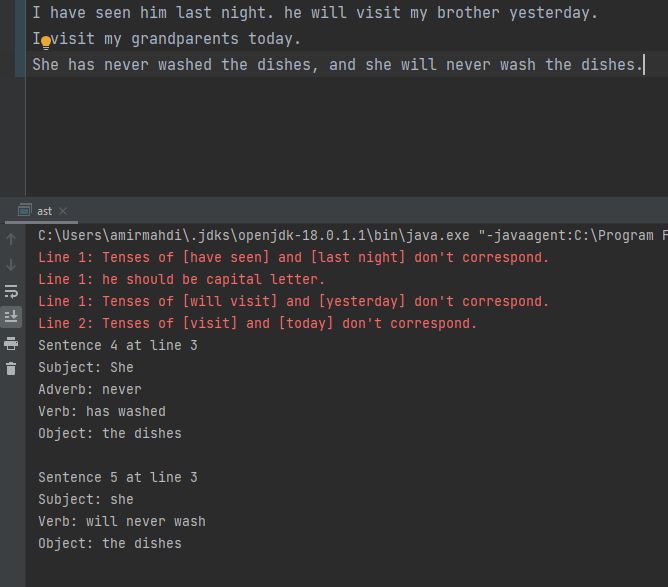 I have seen him last night. he will visit my brother yesterday.
I visit my grandparents today.
She has never washed the dishes, and she will never wash the dishes.
ast
C:\Users\amirmahdi\.jdks\openjdk-18.0.1.1\bin\java.exe "-javaagent:C:\Program F
Line 1: Tenses of [have seen] and [last night] don't correspond.
Line 1: he should be capital letter.
Line 1: Tenses of [will visit] and [yesterday] don't correspond.
Line 2: Tenses of [visit] and [today] don't correspond.
Sentence 4 at line 3
Subject: She
Adverb: never
Verb: has washed
Object: the dishes
Sentence 5 at line 3
Subject: she
Verb: will never wash
Object: the dishes